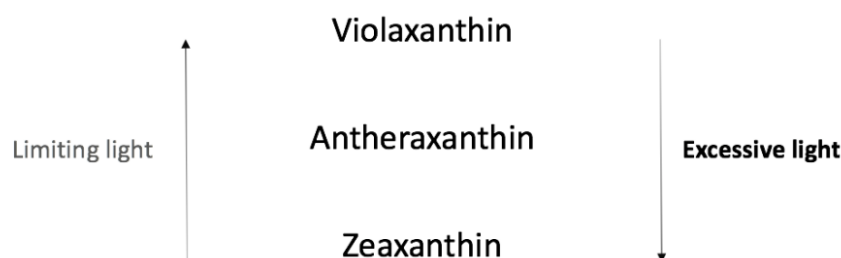 Violaxanthin
Limiting light
Antheraxanthin
Excessive light
Zeaxanthin